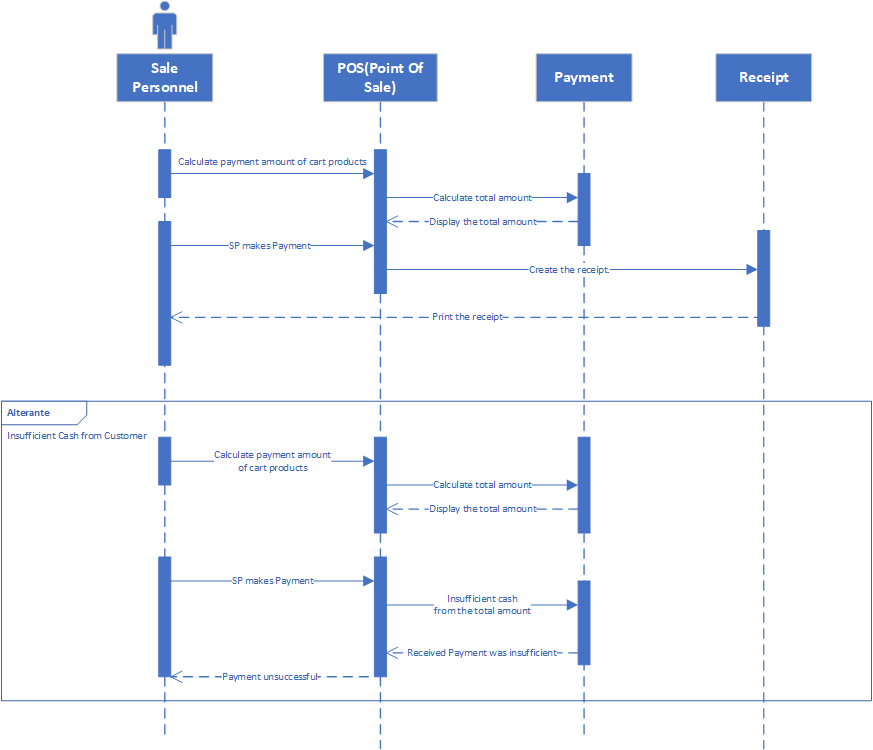 Sale
Personnel
POS(Point Of
Sale)
Payment
Receipt
Calculate payment amount of cart products
Calculate total amount
Display the total amount
SP makes Payment
Create the receipt.
Print the receipt
Alterante
Insufficient Cash from Customer
Calculate payment amount
of cart products
Calculate total amount
Display the total amount
SP makes Payment
Insufficient cash
from the total amount
Received Payment was insufficient
Payment unsuccessful